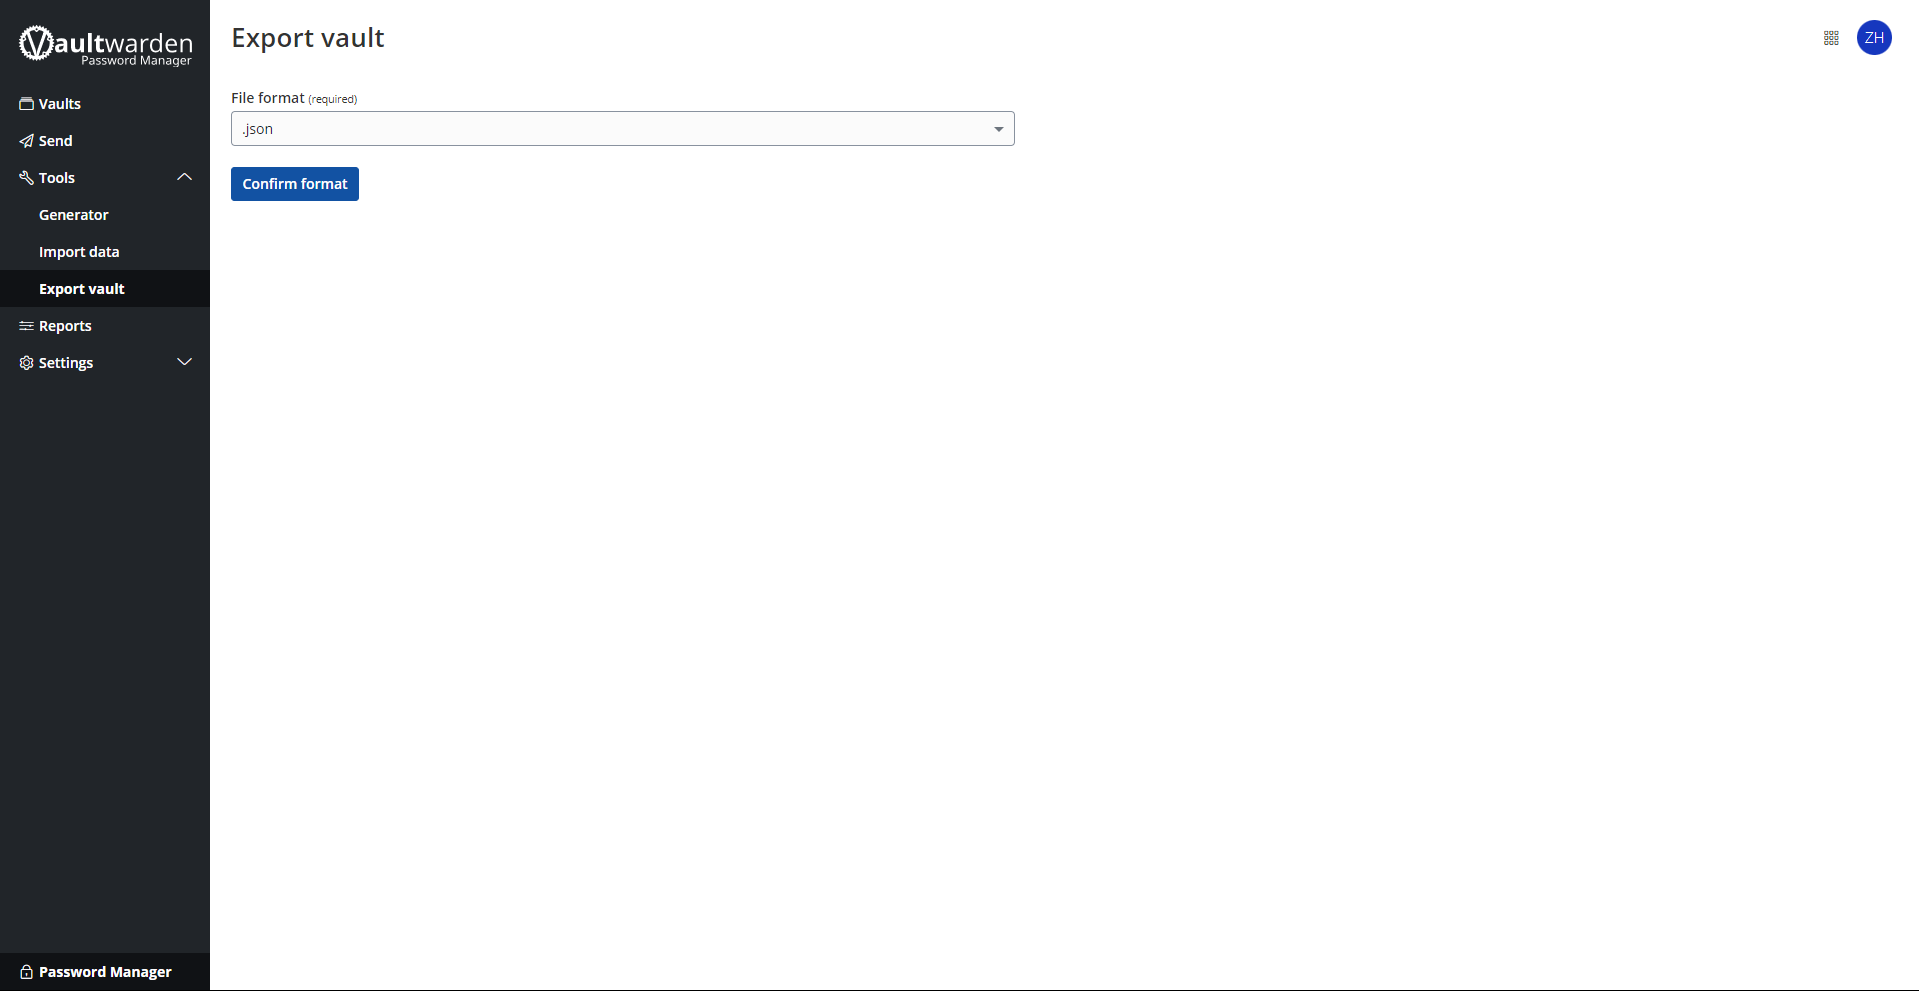 Vaultwarden
Password Manager
Vaults
Send
Tools
Generator
Import data
Export vault
Reports
Settings
Password Manager
Export vault
ZH
File format (required)
.json
Confirm format